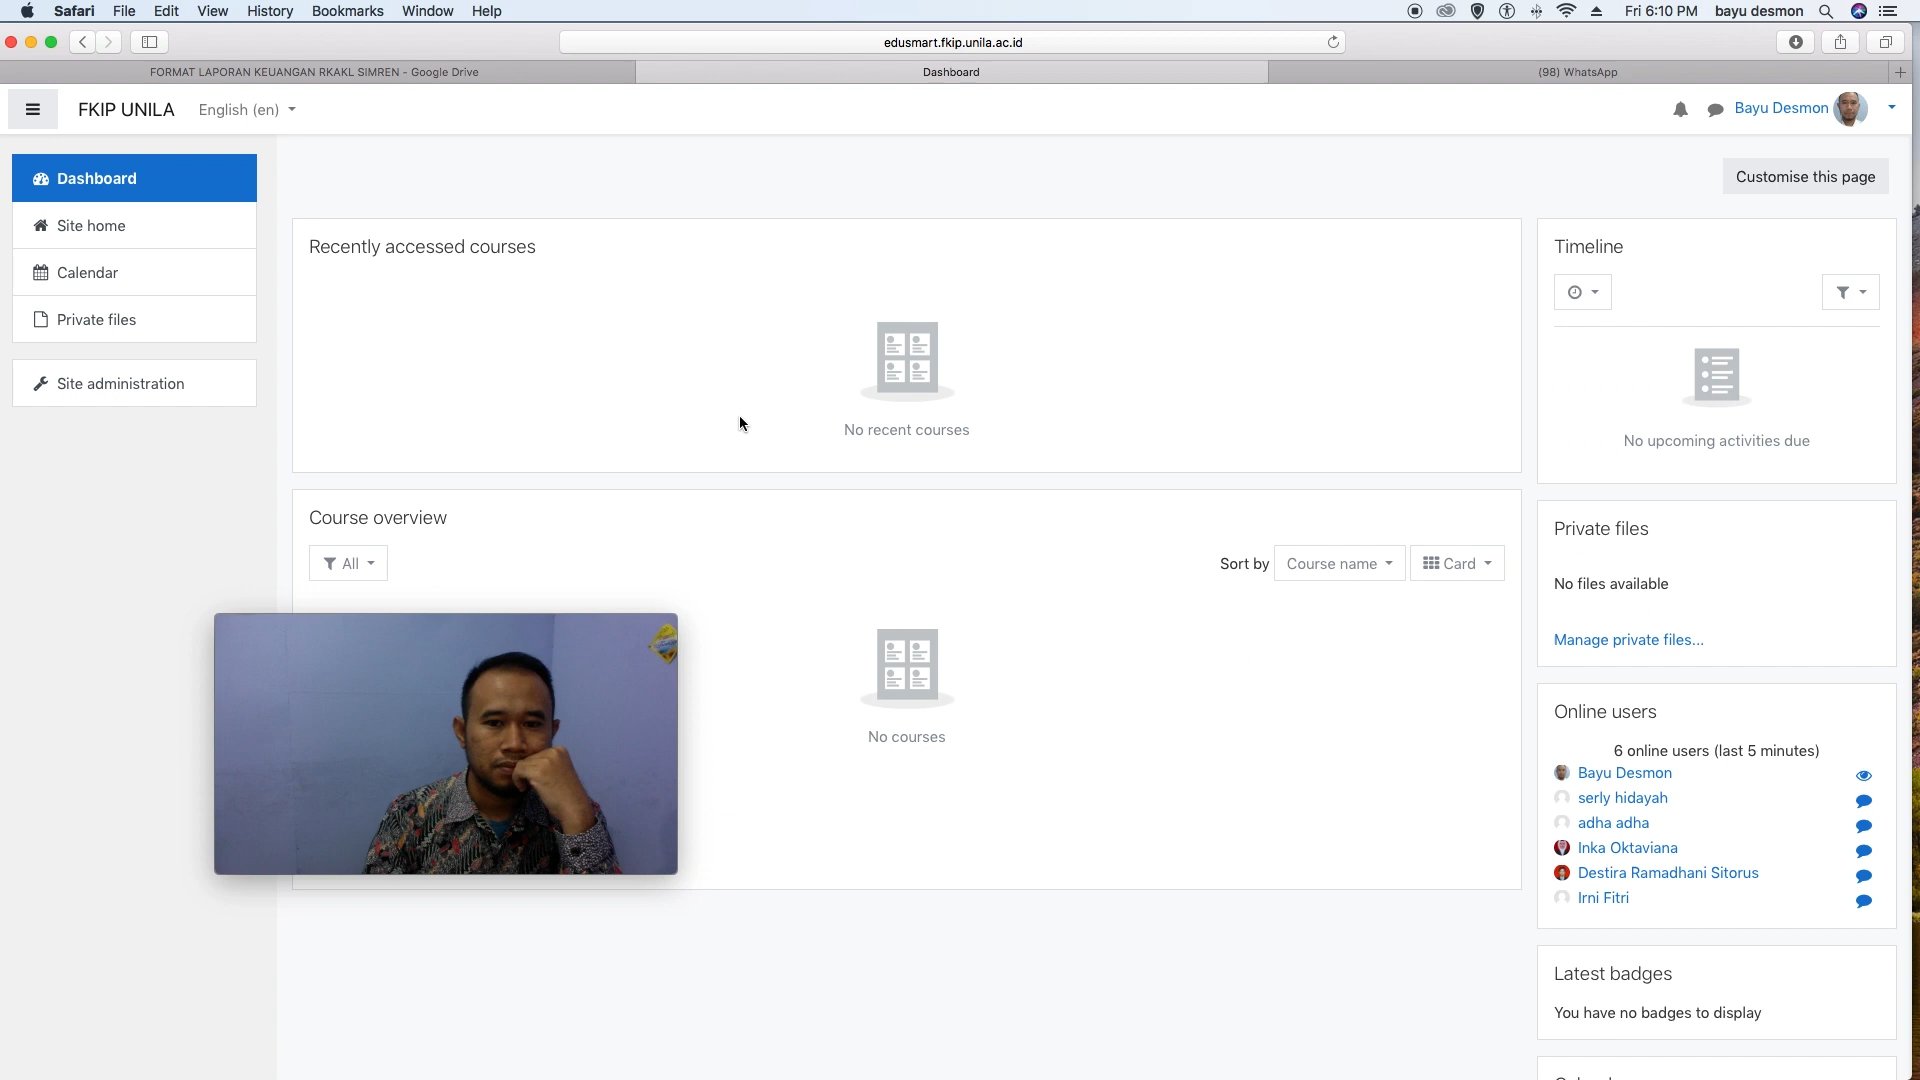 Safari File Edit View History Bookmarks Window Help
Fri 6:10 PM bayu desmon
edusmart.fkip.unila.ac.id
FORMAT LAPORAN KEUANGAN RKAKL SIMREN - Google Drive
Dashboard
(98) WhatsApp
FKIP UNILA
English (en)
Bayu Desmon
Dashboard
Site home
Calendar
Private files
Site administration
Customise this page
Recently accessed courses
No recent courses
Course overview
All
Sort by
Course name
Card
No courses
Timeline
No upcoming activities due
Private files
No files available
Manage private files...
Online users
6 online users (last 5 minutes)
Bayu Desmon
serly hidayah
adha adha
Inka Oktaviana
Destira Ramadhani Sitorus
Irni Fitri
Latest badges
You have no badges to display